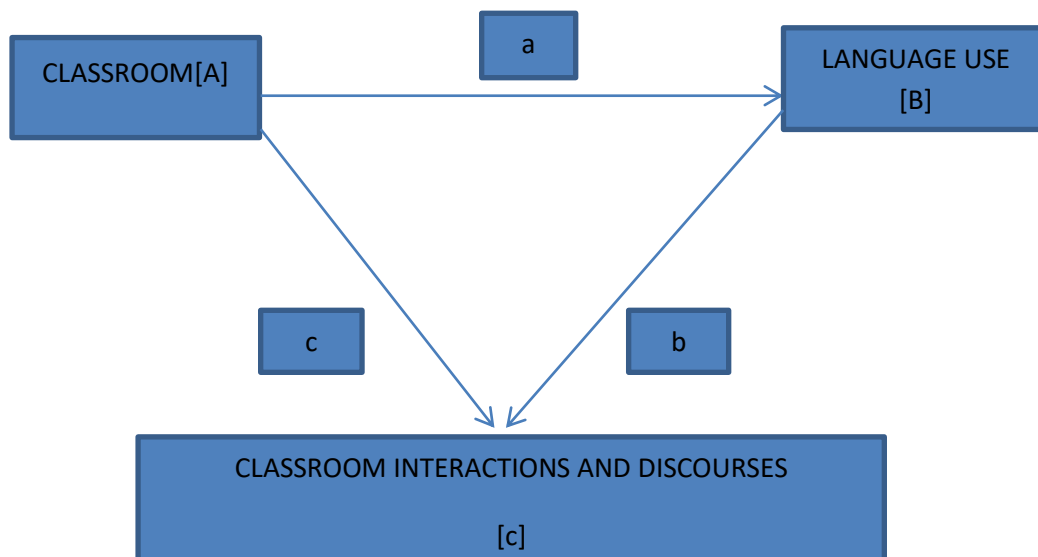 a
CLASSROOM[A]
LANGUAGE USE
[B]
c
b
CLASSROOM INTERACTIONS AND DISCOURSES
[c]